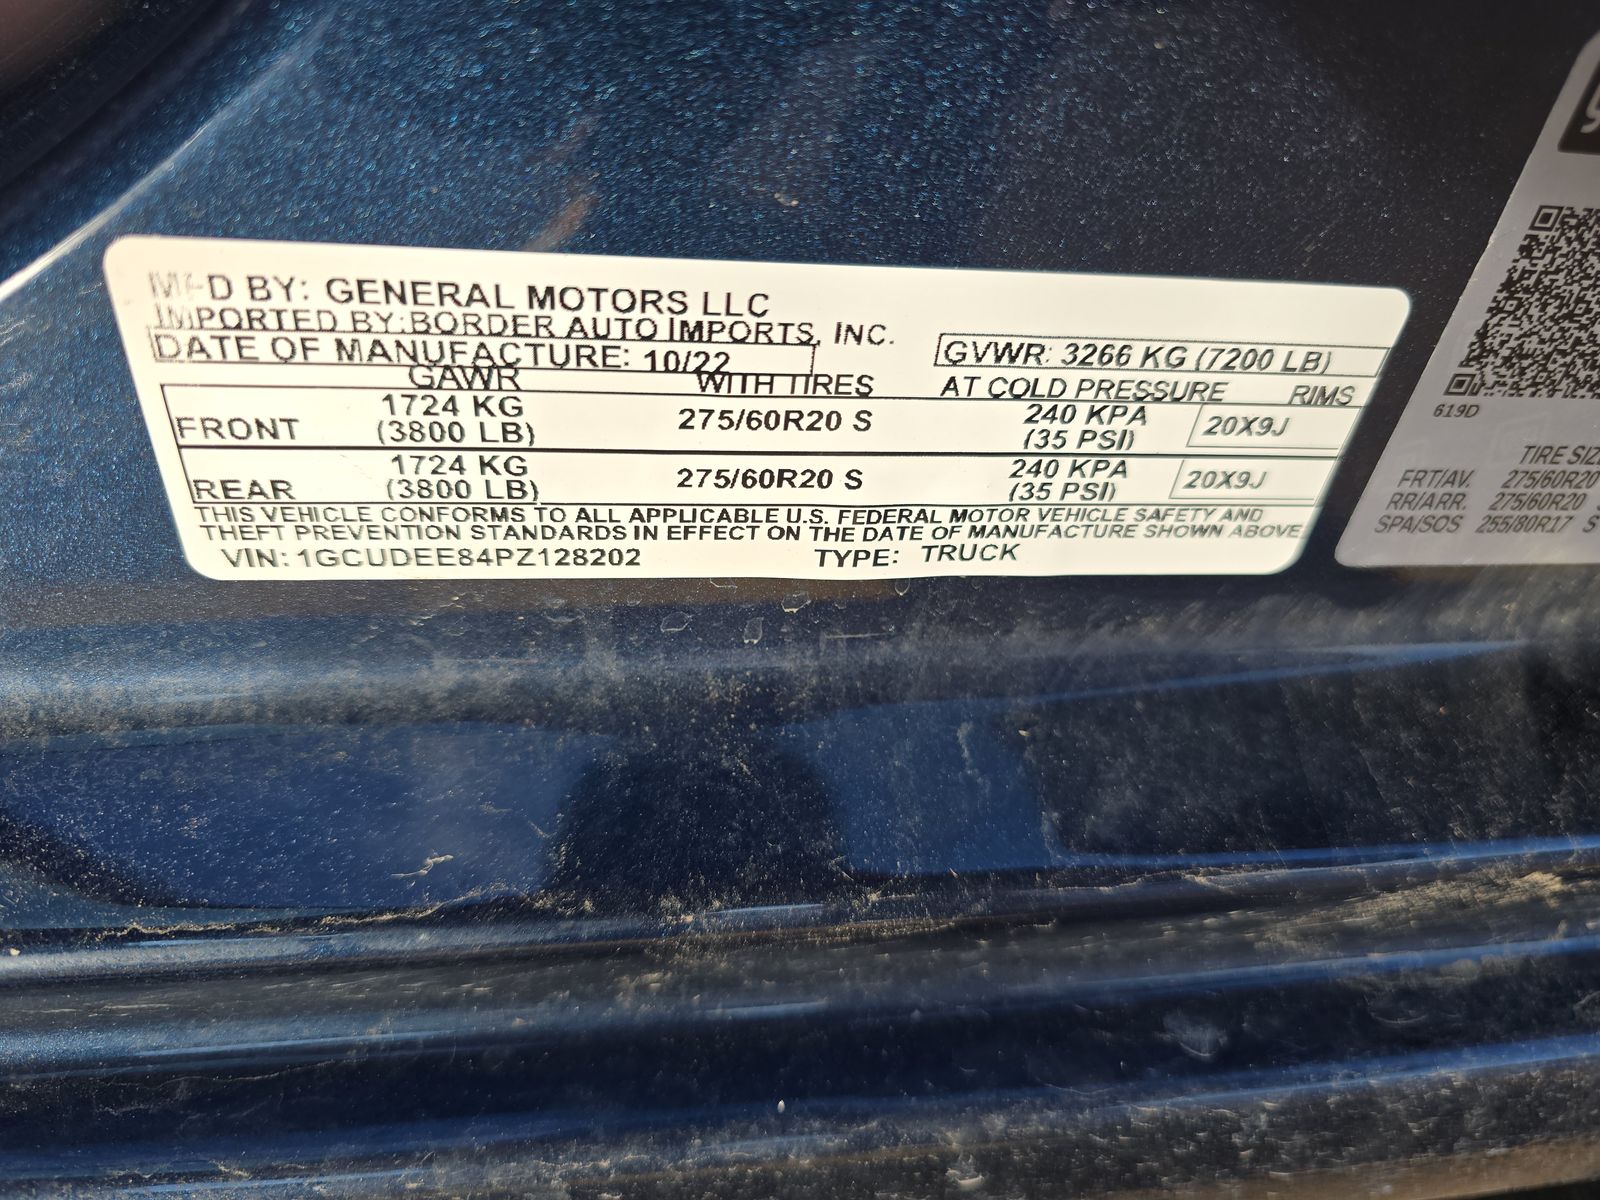 MFD BY: GENERAL MOTORS LLC
IMPORTED BY:BORDER AUTO IMPORTS, INC.
DATE OF MANUFACTURE: 10/22
GVWR: 3266 KG (7200 LB)
GAWR WITH TIRES AT COLD PRESSURE RIMS
FRONT 1724 KG (3800 LB) 275/60R20 S 240 KPA (35 PSI) 20X9J
REAR 1724 KG (3800 LB) 275/60R20 S 240 KPA (35 PSI) 20X9J
THIS VEHICLE CONFORMS TO ALL APPLICABLE U.S. FEDERAL MOTOR VEHICLE SAFETY AND
THEFT PREVENTION STANDARDS IN EFFECT ON THE DATE OF MANUFACTURE SHOWN ABOVE.
VIN: 1GCUDEE84PZ128202 TYPE: TRUCK
619D
TIRE SIZ
FRT/AV. 275/60R20
RR/ARR. 275/60R20 S
SPA/SOS 255/80R17 S